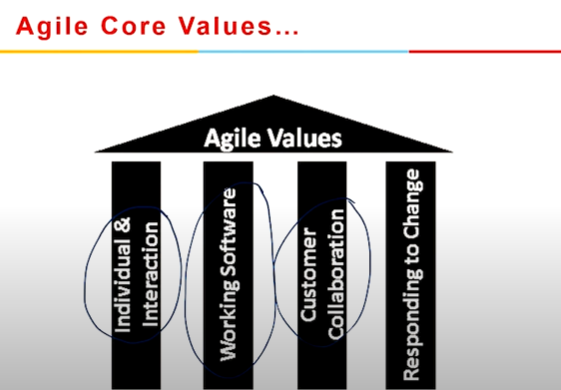 Agile Core Values...
Agile Values
Individual &
Interaction
Working Software
Customer
Collaboration
Responding to Change